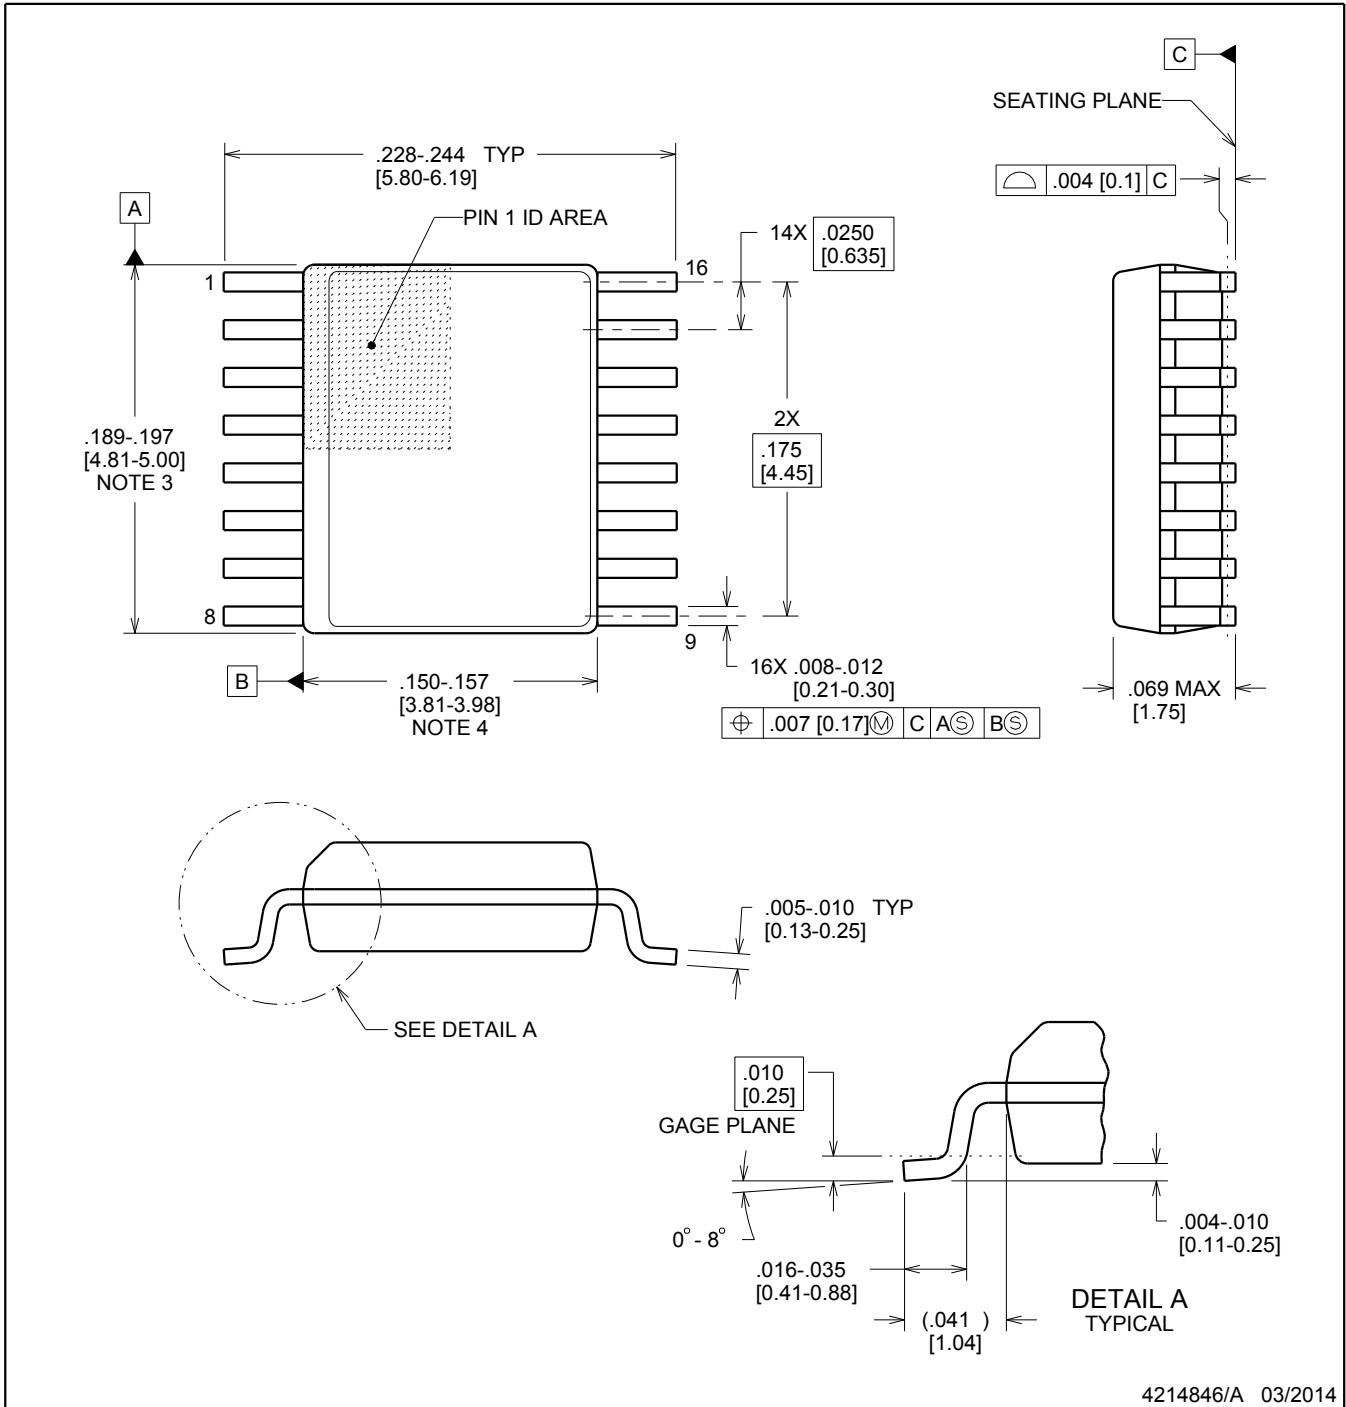 C
SEATING PLANE
.004 [0.1] C
.228-.244 TYP
[5.80-6.19]
A
PIN 1 ID AREA
14X .0250
[0.635]
1
16
2X
.175
[4.45]
.189-.197
[4.81-5.00]
NOTE 3
8
9
B
.150-.157
[3.81-3.98]
NOTE 4
16X .008-.012
[0.21-0.30]
.007 [0.17]Ⓜ C AⓈ BⓈ
.069 MAX
[1.75]
.005-.010 TYP
[0.13-0.25]
SEE DETAIL A
.010
[0.25]
GAGE PLANE
0° - 8°
.004-.010
[0.11-0.25]
.016-.035
[0.41-0.88]
(.041 )
[1.04]
DETAIL A
TYPICAL
4214846/A 03/2014